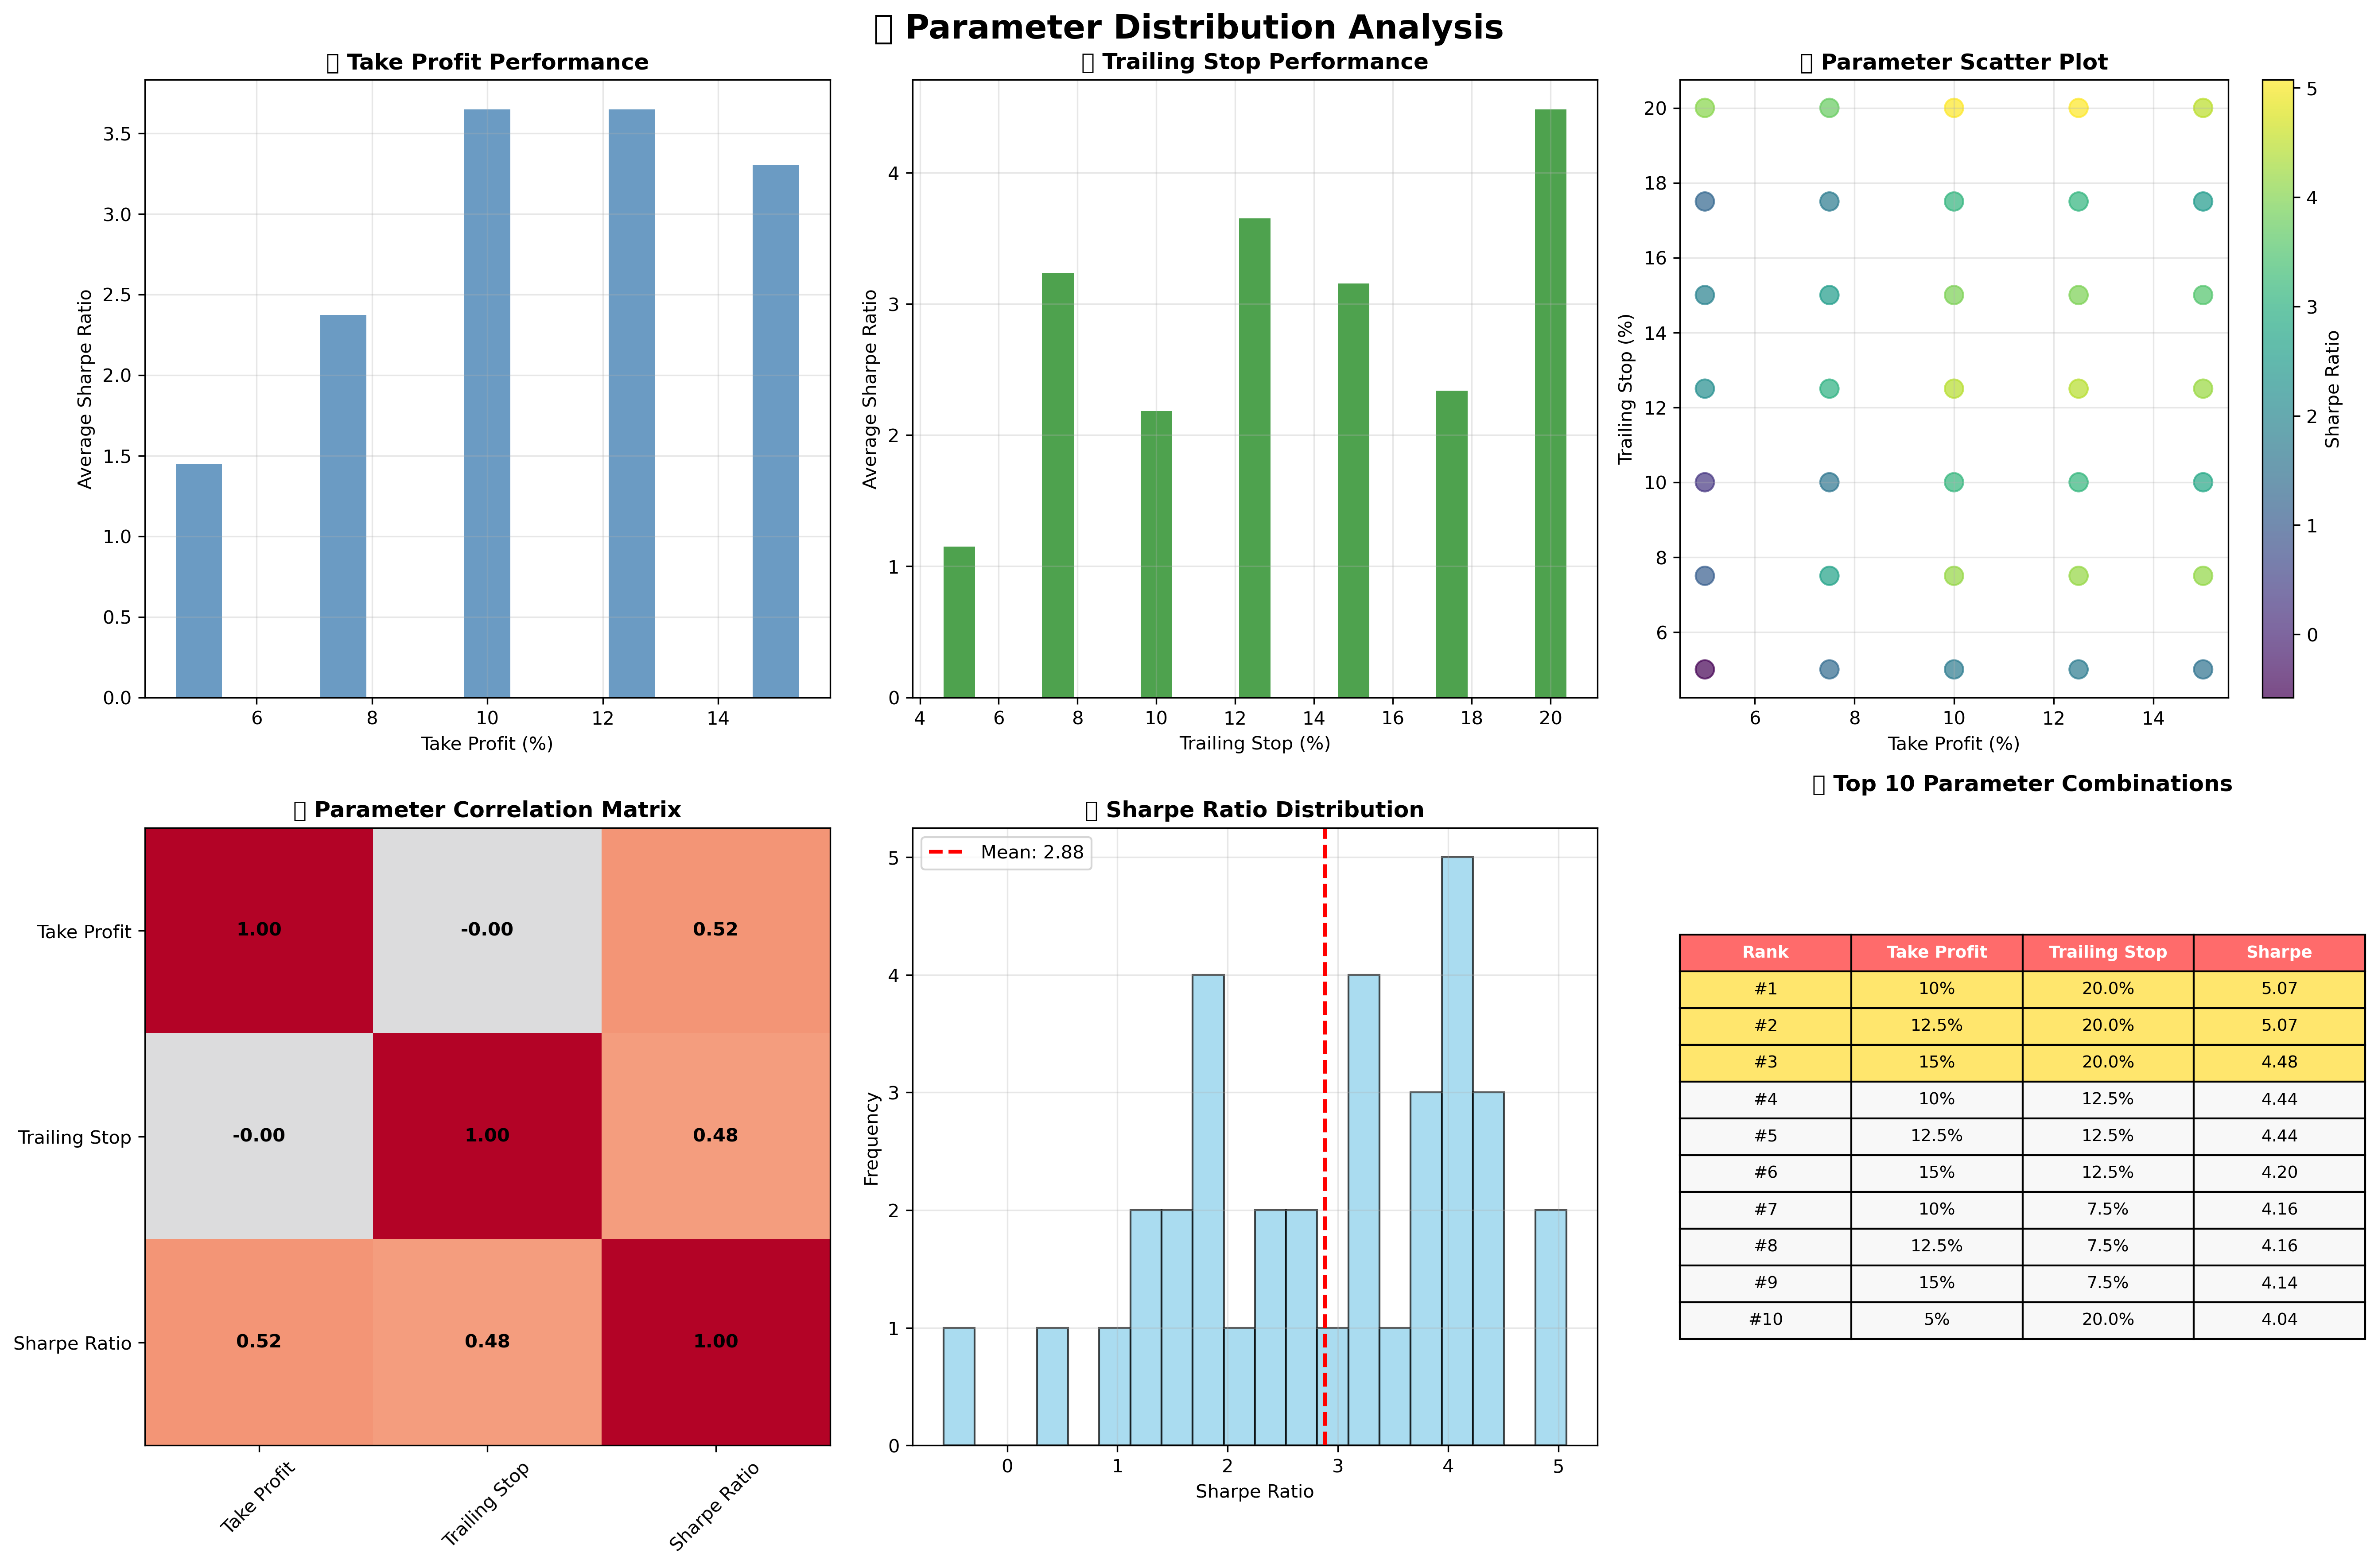 Parameter Distribution Analysis
Take Profit Performance
3.5
3.0
2.5
2.0
1.5
1.0
0.5
0.0
Average Sharpe Ratio
6 8 10 12 14
Take Profit (%)
Trailing Stop Performance
4
3
2
1
0
Average Sharpe Ratio
4 6 8 10 12 14 16 18 20
Trailing Stop (%)
Parameter Scatter Plot
20
18
16
14
12
10
8
6
Trailing Stop (%)
6 8 10 12 14
Take Profit (%)
5
4
3
2
1
0
Sharpe Ratio
Parameter Correlation Matrix
Take Profit 1.00 -0.00 0.52
Trailing Stop -0.00 1.00 0.48
Sharpe Ratio 0.52 0.48 1.00
Take Profit Trailing Stop Sharpe Ratio
Sharpe Ratio Distribution
Mean: 2.88
5
4
3
2
1
0
Frequency
0 1 2 3 4 5
Sharpe Ratio
Top 10 Parameter Combinations
Rank Take Profit Trailing Stop Sharpe
#1 10% 20.0% 5.07
#2 12.5% 20.0% 5.07
#3 15% 20.0% 4.48
#4 10% 12.5% 4.44
#5 12.5% 12.5% 4.44
#6 15% 12.5% 4.20
#7 10% 7.5% 4.16
#8 12.5% 7.5% 4.16
#9 15% 7.5% 4.14
#10 5% 20.0% 4.04